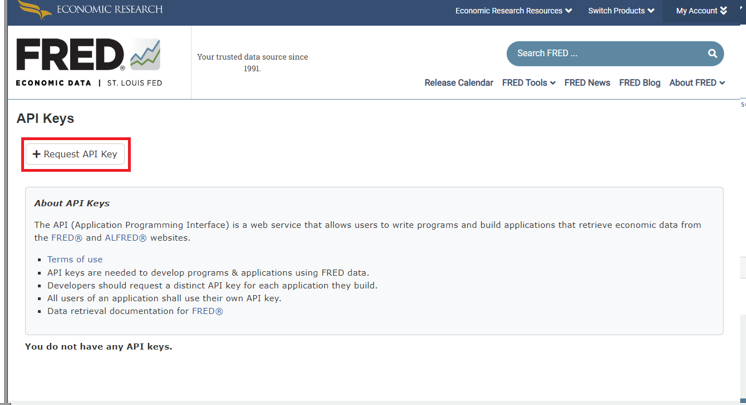 ECONOMIC RESEARCH
Economic Research Resources
Switch Products
My Account
FRED®
ECONOMIC DATA | ST. LOUIS FED
Your trusted data source since
1991.
Search FRED ...
Release Calendar FRED Tools FRED News FRED Blog About FRED
API Keys
+ Request API Key
About API Keys
The API (Application Programming Interface) is a web service that allows users to write programs and build applications that retrieve economic data from
the FRED® and ALFRED® websites.
Terms of use
API keys are needed to develop programs & applications using FRED data.
Developers should request a distinct API key for each application they build.
All users of an application shall use their own API key.
Data retrieval documentation for FRED®
You do not have any API keys.